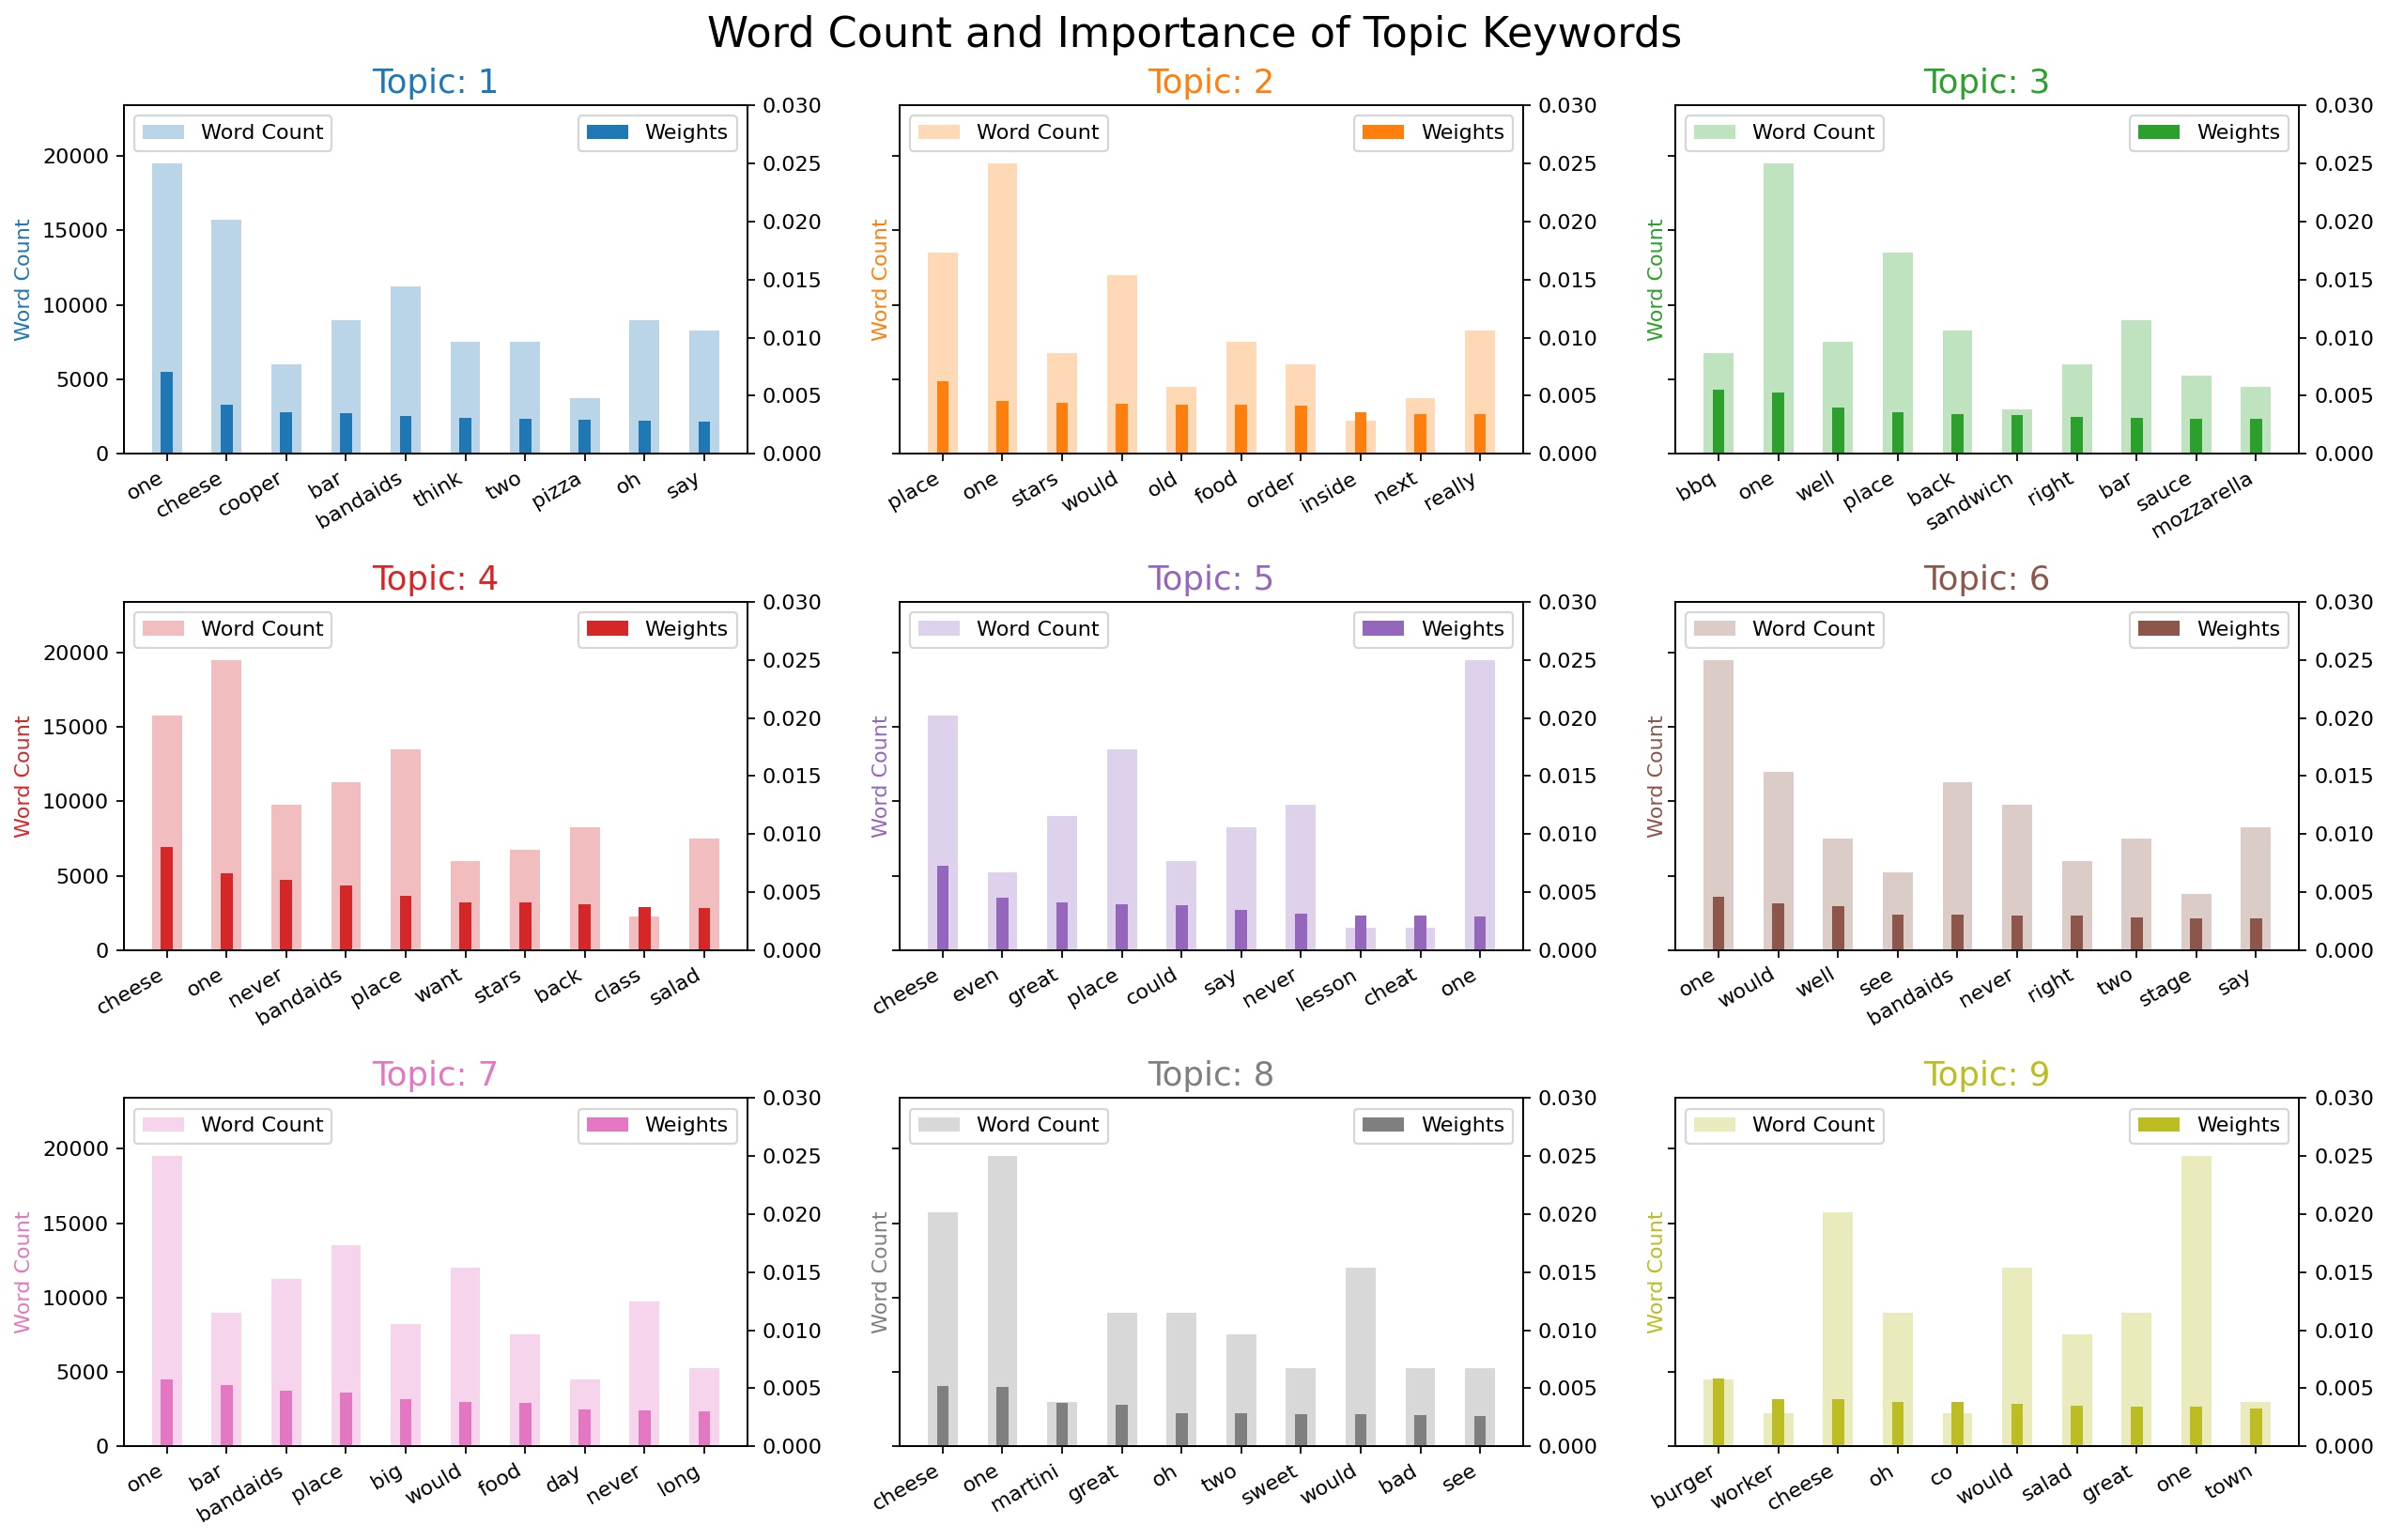 Word Count and Importance of Topic Keywords
Topic: 1
Word Count
Weights
Word Count
20000
15000
10000
5000
0
0.030
0.025
0.020
0.015
0.010
0.005
0.000
one cheese cooper bar bandaids think two pizza oh say
Topic: 2
Word Count
Weights
Word Count
0.030
0.025
0.020
0.015
0.010
0.005
0.000
place one stars would old food order inside next really
Topic: 3
Word Count
Weights
Word Count
0.030
0.025
0.020
0.015
0.010
0.005
0.000
bbq one well place back sandwich right bar sauce mozzarella
Topic: 4
Word Count
Weights
Word Count
20000
15000
10000
5000
0
0.030
0.025
0.020
0.015
0.010
0.005
0.000
cheese one never bandaids place want stars back class salad
Topic: 5
Word Count
Weights
Word Count
0.030
0.025
0.020
0.015
0.010
0.005
0.000
cheese even great place could say never lesson cheat one
Topic: 6
Word Count
Weights
Word Count
0.030
0.025
0.020
0.015
0.010
0.005
0.000
one would well see bandaids never right two stage say
Topic: 7
Word Count
Weights
Word Count
20000
15000
10000
5000
0
0.030
0.025
0.020
0.015
0.010
0.005
0.000
one bar bandaids place big would food day never long
Topic: 8
Word Count
Weights
Word Count
0.030
0.025
0.020
0.015
0.010
0.005
0.000
cheese one martini great oh two sweet would bad see
Topic: 9
Word Count
Weights
Word Count
0.030
0.025
0.020
0.015
0.010
0.005
0.000
burger worker cheese oh co would salad great one town